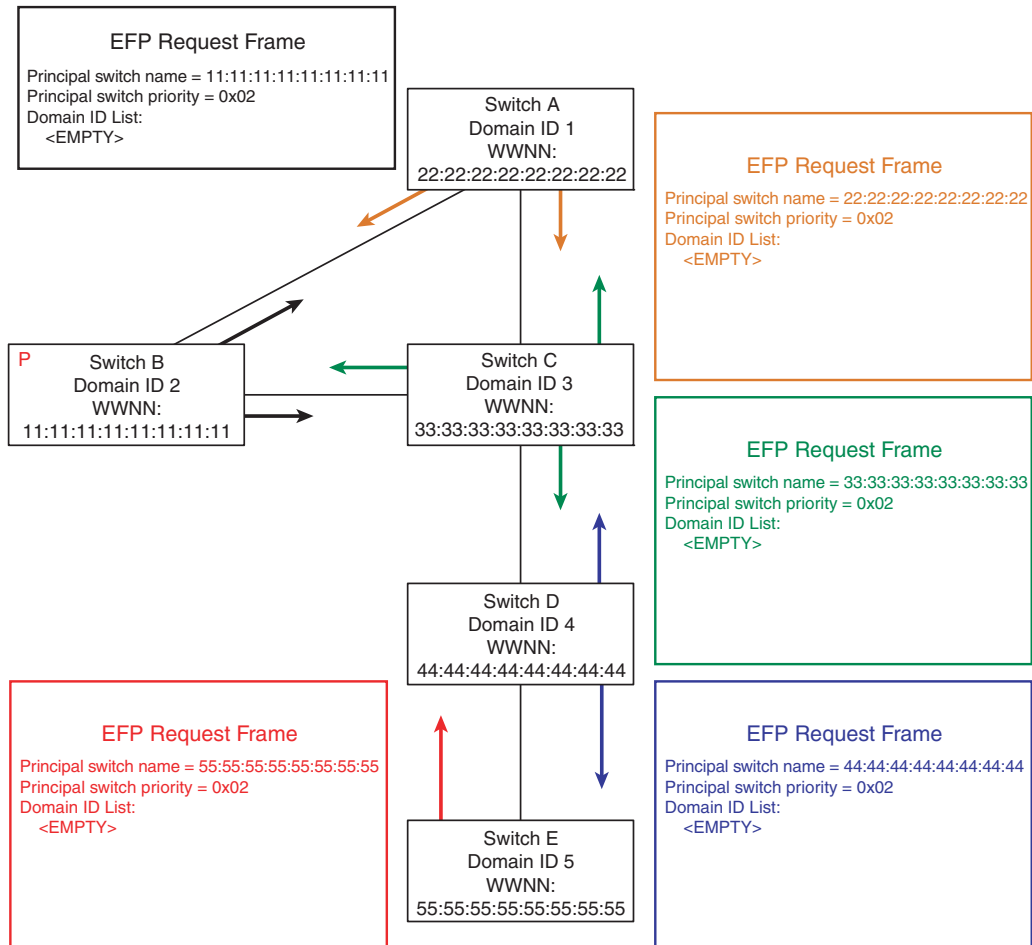 EFP Request Frame
Principal switch name = 11:11:11:11:11:11:11:11
Principal switch priority = 0x02
Domain ID List:
<EMPTY>
Switch A
Domain ID 1
WWNN:
22:22:22:22:22:22:22:22
EFP Request Frame
Principal switch name = 22:22:22:22:22:22:22:22
Principal switch priority = 0x02
Domain ID List:
<EMPTY>
P
Switch B
Domain ID 2
WWNN:
11:11:11:11:11:11:11:11
Switch C
Domain ID 3
WWNN:
33:33:33:33:33:33:33:33
EFP Request Frame
Principal switch name = 33:33:33:33:33:33:33:33
Principal switch priority = 0x02
Domain ID List:
<EMPTY>
Switch D
Domain ID 4
WWNN:
44:44:44:44:44:44:44:44
EFP Request Frame
Principal switch name = 55:55:55:55:55:55:55:55
Principal switch priority = 0x02
Domain ID List:
<EMPTY>
EFP Request Frame
Principal switch name = 44:44:44:44:44:44:44:44
Principal switch priority = 0x02
Domain ID List:
<EMPTY>
Switch E
Domain ID 5
WWNN:
55:55:55:55:55:55:55:55